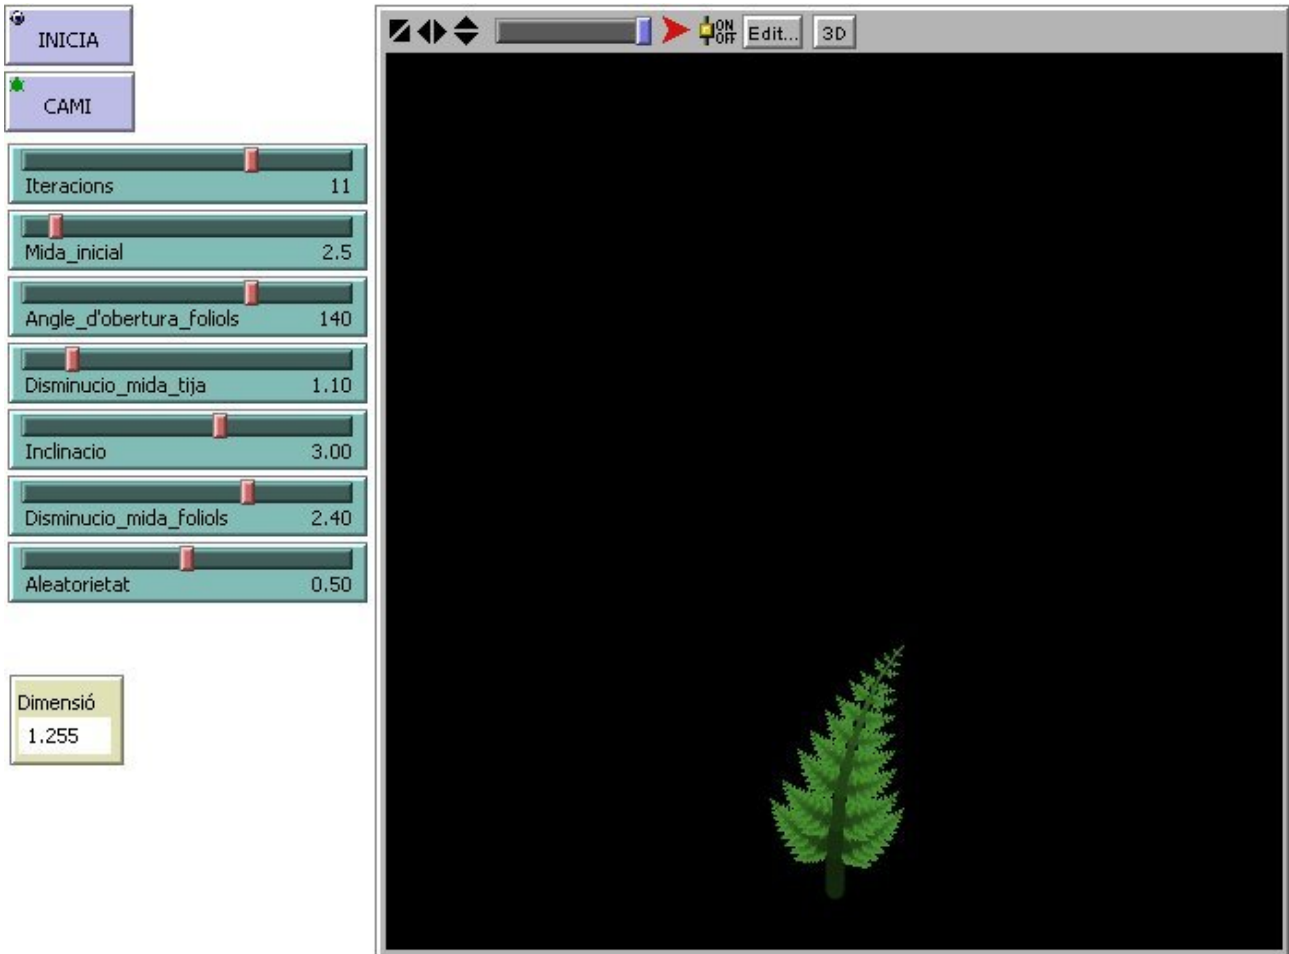 INICIA
CAMI
Iteracions 11
Mida_inicial 2.5
Angle_d'obertura_foliols 140
Disminucio_mida_tija 1.10
Inclinacio 3.00
Disminucio_mida_foliols 2.40
Aleatorietat 0.50
Dimensió
1.255
ON
OFF
Edit...
3D